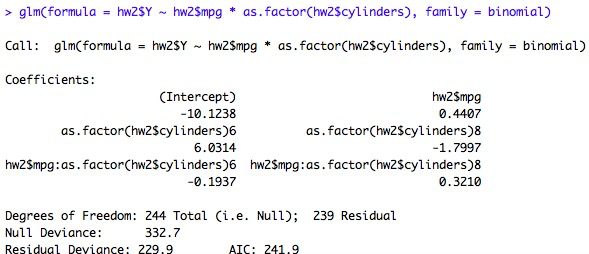 > glm(formula = hw2$Y ~ hw2$mpg * as.factor(hw2$cylinders), family = binomial)
Call:  glm(formula = hw2$Y ~ hw2$mpg * as.factor(hw2$cylinders), family = binomial)
Coefficients:
(Intercept) hw2$mpg
-10.1238 0.4407
as.factor(hw2$cylinders)6 as.factor(hw2$cylinders)8
6.0314 -1.7997
hw2$mpg:as.factor(hw2$cylinders)6 hw2$mpg:as.factor(hw2$cylinders)8
-0.1937 0.3210
Degrees of Freedom: 244 Total (i.e. Null);  239 Residual
Null Deviance:     332.7
Residual Deviance: 229.9     AIC: 241.9